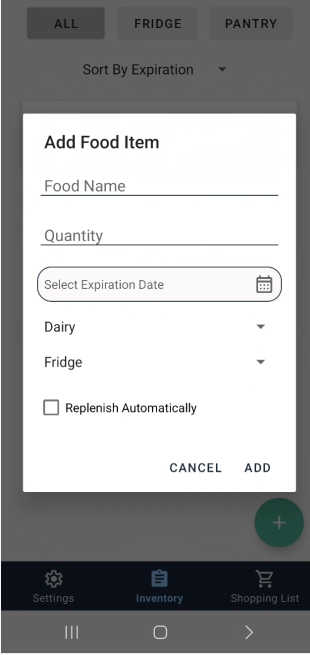 ALL FRIDGE PANTRY
Sort By Expiration
Add Food Item
Food Name
Quantity
Select Expiration Date
Dairy
Fridge
Replenish Automatically
CANCEL ADD
Settings Inventory Shopping List